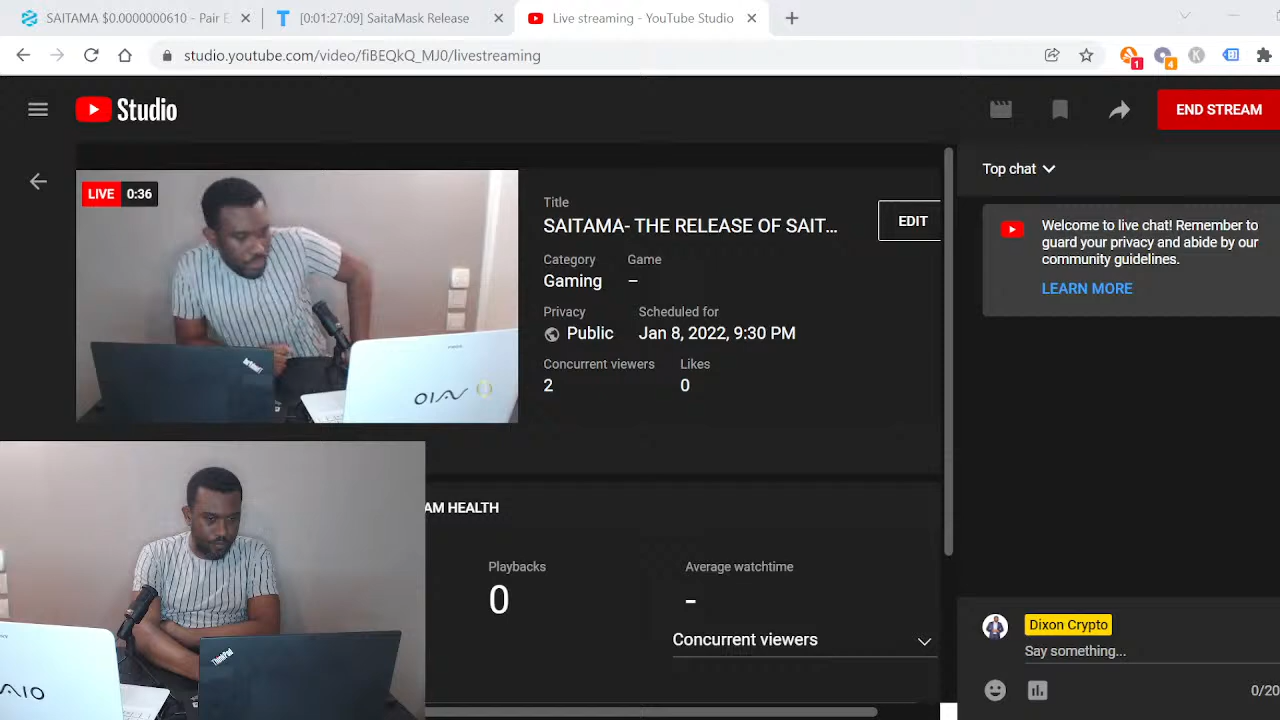 SAITAMA $0.0000000610 - Pair E
[0:01:27:09] SaitaMask Release
Live streaming - YouTube Studio
studio.youtube.com/video/fiBEQkQ_MJ0/livestreaming
1
4
K
Studio
END STREAM
LIVE 0:36
Title
SAITAMA- THE RELEASE OF SAIT...
EDIT
Category Game
Gaming –
Privacy Scheduled for
Public Jan 8, 2022, 9:30 PM
Concurrent viewers Likes
2 0
VAIO
Top chat
Welcome to live chat! Remember to
guard your privacy and abide by our
community guidelines.
LEARN MORE
AM HEALTH
Playbacks Average watchtime
0 -
Concurrent viewers
Dixon Crypto
Say something...
0/20
VAIO
ThinkPad